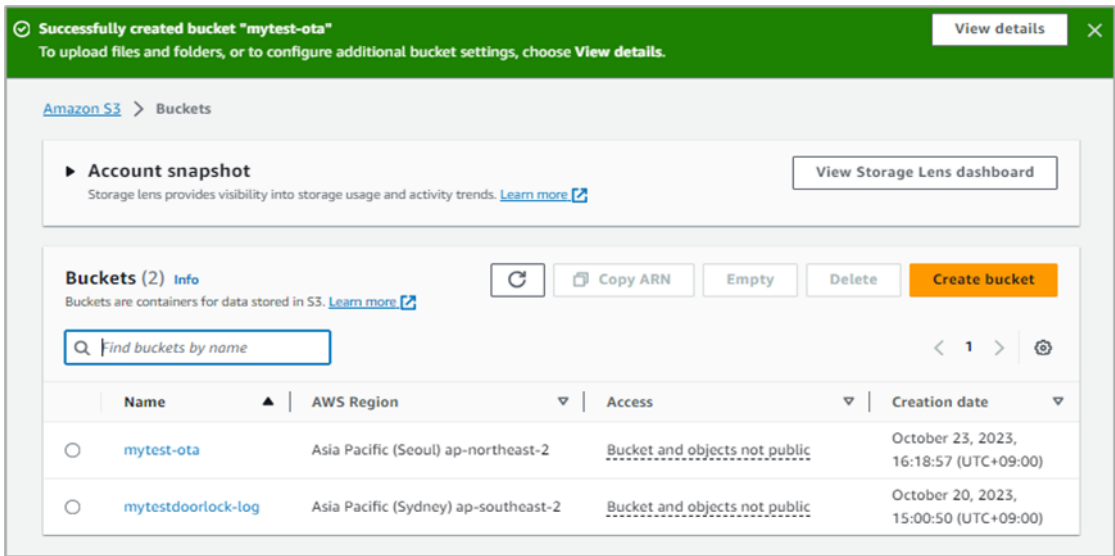 Successfully created bucket "mytest-ota"
To upload files and folders, or to configure additional bucket settings, choose View details.
View details
Amazon S3 > Buckets
Account snapshot
Storage lens provides visibility into storage usage and activity trends. Learn more
View Storage Lens dashboard
Buckets (2) Info
Buckets are containers for data stored in S3. Learn more
Copy ARN
Empty
Delete
Create bucket
Find buckets by name
< 1 >
Name AWS Region Access Creation date
mytest-ota Asia Pacific (Seoul) ap-northeast-2 Bucket and objects not public October 23, 2023,
16:18:57 (UTC+09:00)
mytestdoorlock-log Asia Pacific (Sydney) ap-southeast-2 Bucket and objects not public October 20, 2023,
15:00:50 (UTC+09:00)